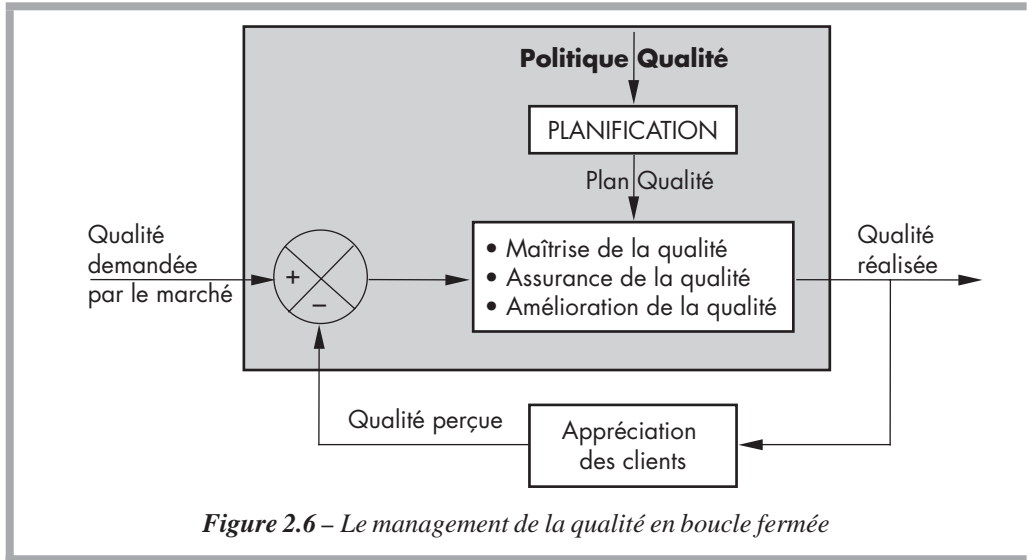 Politique Qualité
PLANIFICATION
Plan Qualité
Qualité
demandée
par le marché
+
–
• Maîtrise de la qualité
• Assurance de la qualité
• Amélioration de la qualité
Qualité
réalisée
Qualité perçue
Appréciation
des clients
Figure 2.6 – Le management de la qualité en boucle fermée